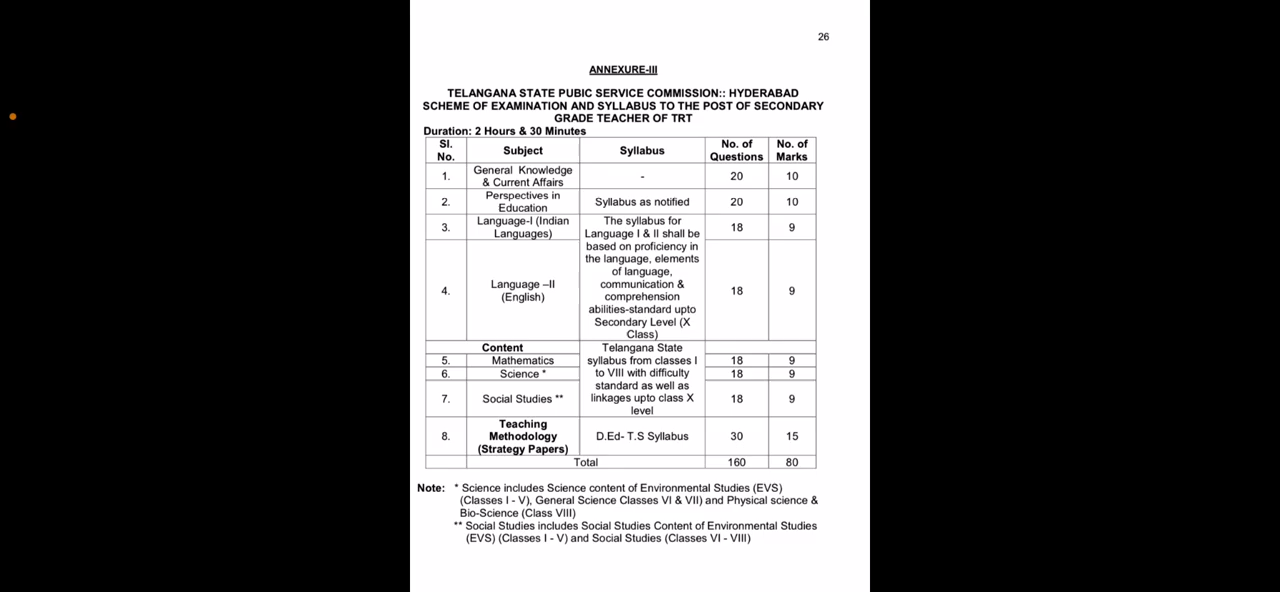 26
ANNEXURE-III
TELANGANA STATE PUBIC SERVICE COMMISSION:: HYDERABAD
SCHEME OF EXAMINATION AND SYLLABUS TO THE POST OF SECONDARY
GRADE TEACHER OF TRT
Duration: 2 Hours & 30 Minutes
Sl. No. Subject Syllabus No. of Questions No. of Marks
1. General Knowledge & Current Affairs - 20 10
2. Perspectives in Education Syllabus as notified 20 10
3. Language-I (Indian Languages) 18 9
The syllabus for
Language I & II shall be
based on proficiency in
the language, elements
of language,
communication &
comprehension
abilities-standard upto
Secondary Level (X
Class)
4. Language –II (English) 18 9
Content
Telangana State
syllabus from classes I
to VIII with difficulty
standard as well as
linkages upto class X
level
5. Mathematics 18 9
6. Science * 18 9
7. Social Studies ** 18 9
8. Teaching Methodology (Strategy Papers) D.Ed- T.S Syllabus 30 15
Total 160 80
Note: * Science includes Science content of Environmental Studies (EVS)
(Classes I - V), General Science Classes VI & VII) and Physical science &
Bio-Science (Class VIII)
** Social Studies includes Social Studies Content of Environmental Studies
(EVS) (Classes I - V) and Social Studies (Classes VI - VIII)